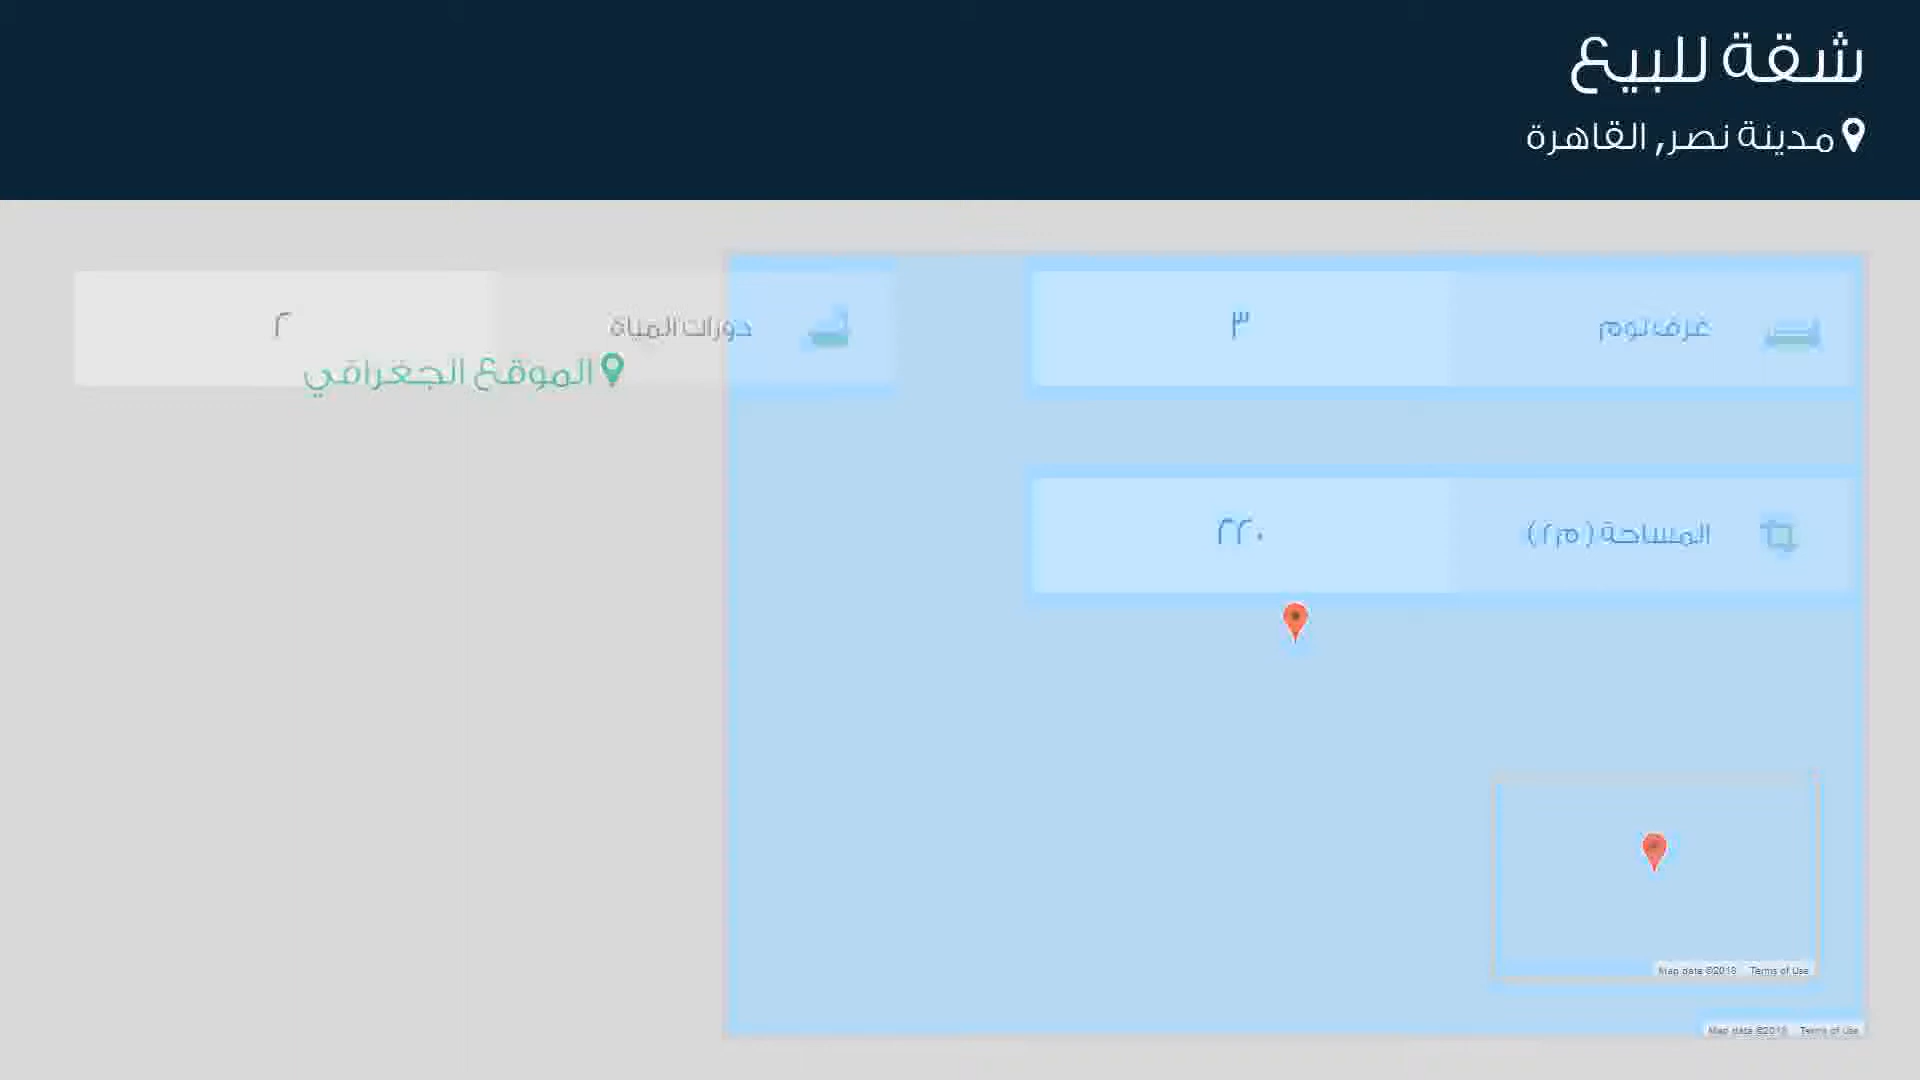 شقة للبيع
مدينة نصر, القاهرة
غرف نوم
٣
دورات المياة
٢
الموقع الجغرافي
المساحة (م٢)
٢٢٠
Map data ©2018 Terms of Use
Map data ©2018 Terms of Use